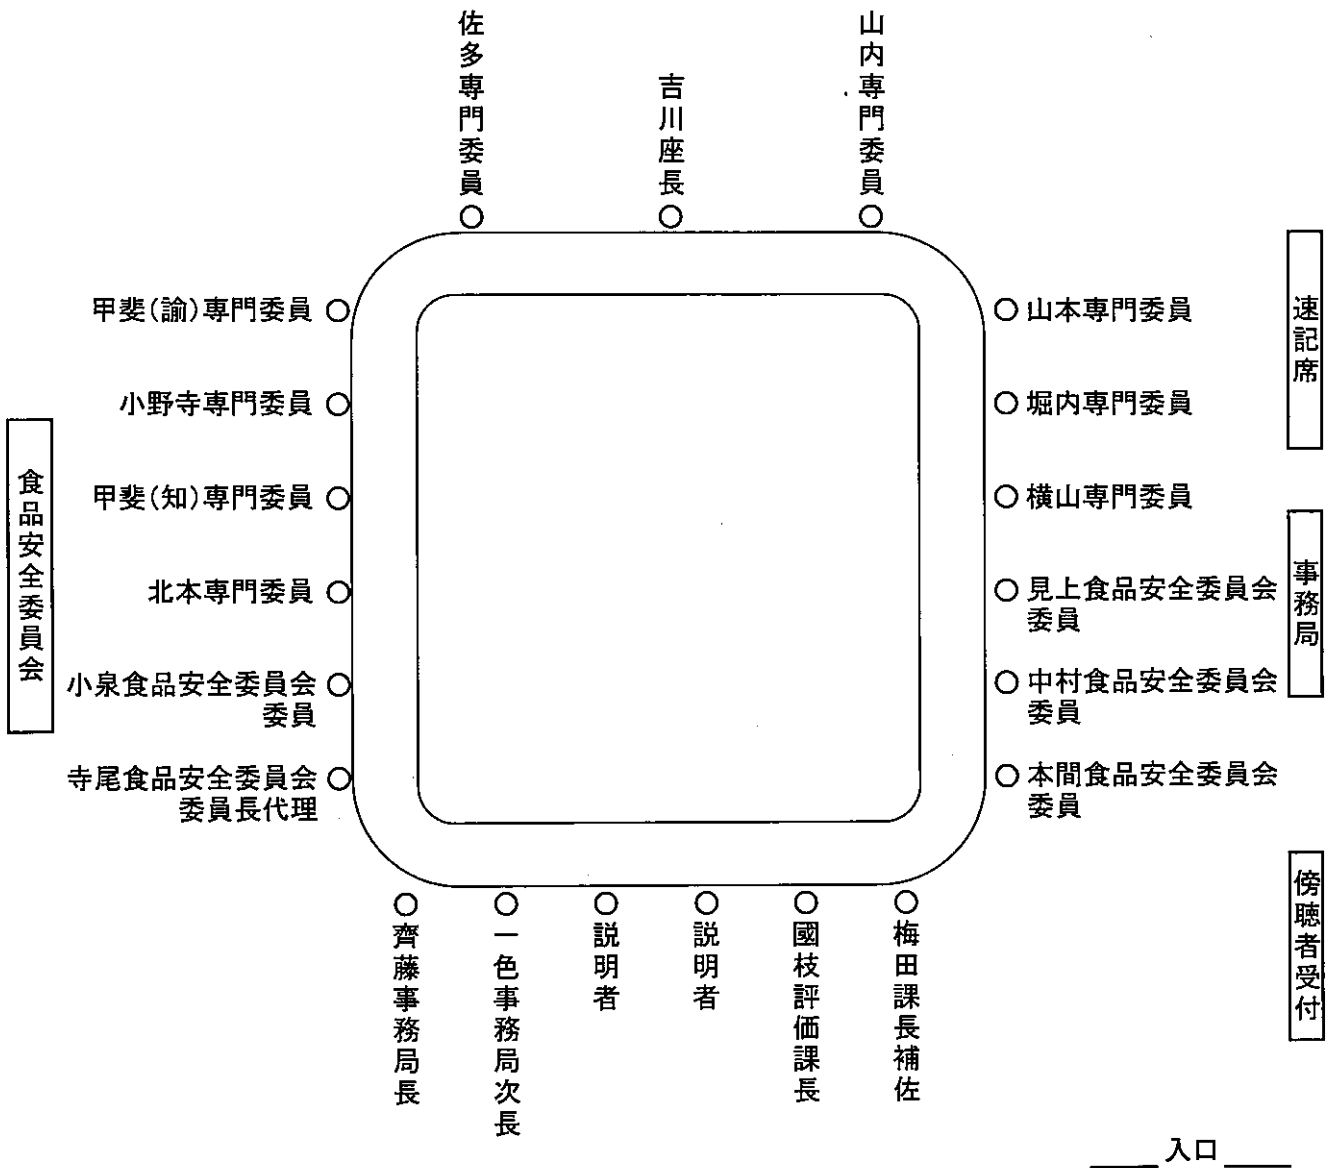 佐多専門委員
吉川座長
山内専門委員
甲斐(諭)専門委員
小野寺専門委員
甲斐(知)専門委員
北本専門委員
小泉食品安全委員会
委員
寺尾食品安全委員会
委員長代理
山本専門委員
堀内専門委員
横山専門委員
見上食品安全委員会
委員
中村食品安全委員会
委員
本間食品安全委員会
委員
齊藤事務局長
一色事務局次長
説明者
説明者
國枝評価課長
梅田課長補佐
食品安全委員会
速記席
事務局
傍聴者受付
入口